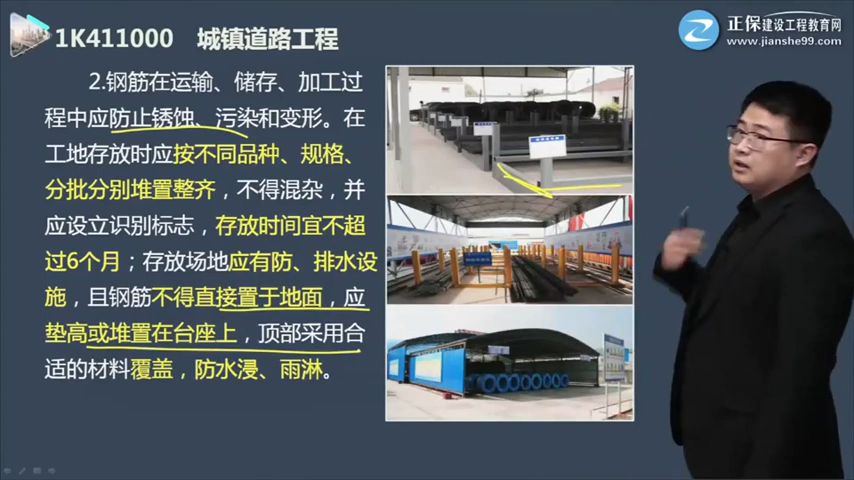 1K411000 城镇道路工程
正保建设工程教育网
www.jianshe99.com
2.钢筋在运输、储存、加工过
程中应防止锈蚀、污染和变形。在
工地存放时应按不同品种、规格、
分批分别堆置整齐，不得混杂，并
应设立识别标志，存放时间宜不超
过6个月；存放场地应有防、排水设
施，且钢筋不得直接置于地面，应
垫高或堆置在台座上，顶部采用合
适的材料覆盖，防水浸、雨淋。